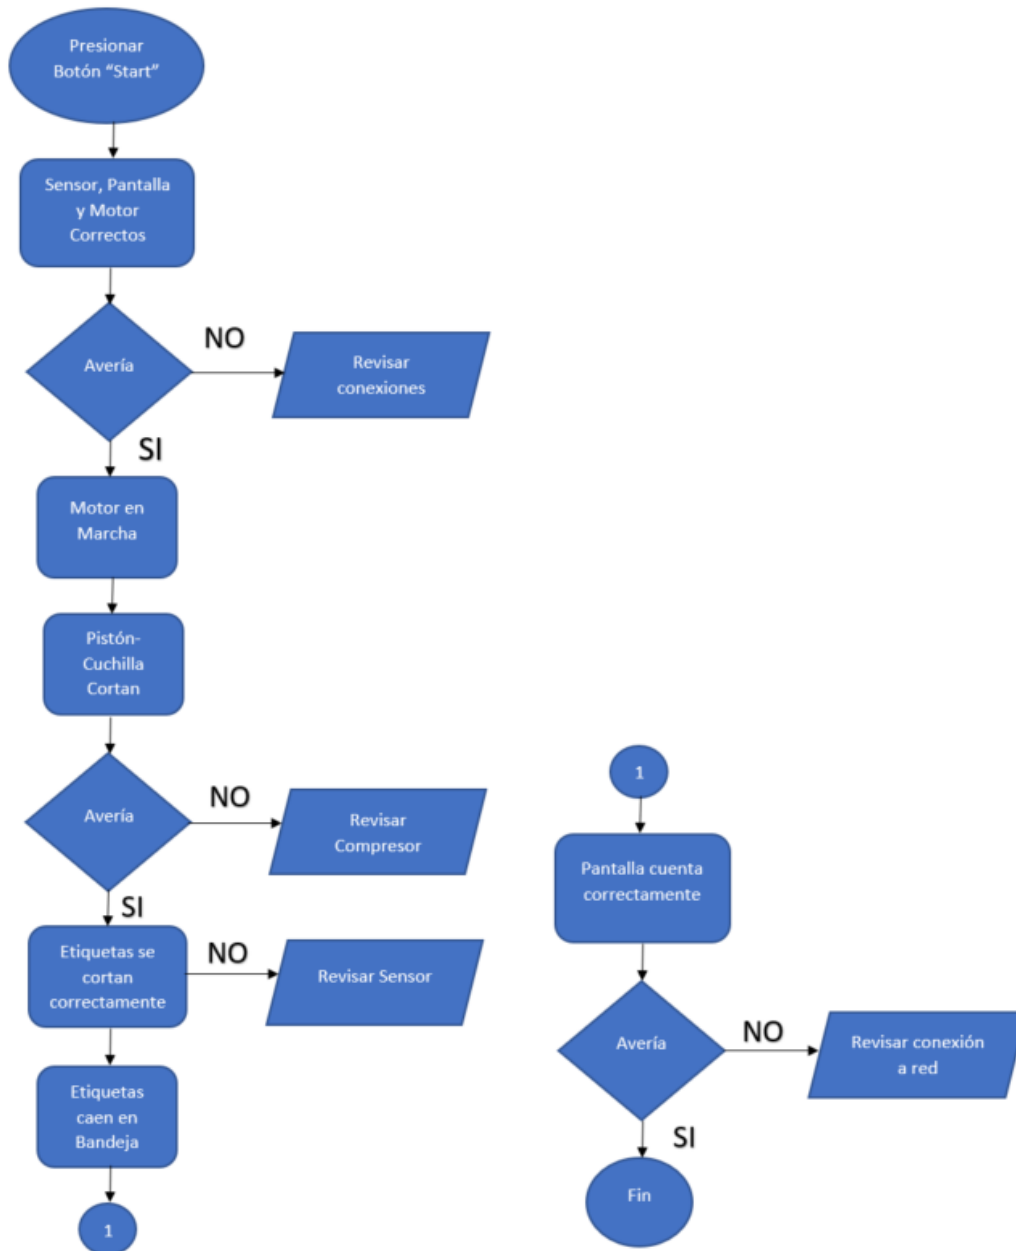 Presionar
Botón “Start”
Sensor, Pantalla
y Motor
Correctos
Avería
NO
Revisar
conexiones
SI
Motor en
Marcha
Pistón-
Cuchilla
Cortan
Avería
NO
Revisar
Compresor
SI
Etiquetas se
cortan
correctamente
NO
Revisar Sensor
Etiquetas
caen en
Bandeja
1
1
Pantalla cuenta
correctamente
Avería
NO
Revisar conexión
a red
SI
Fin